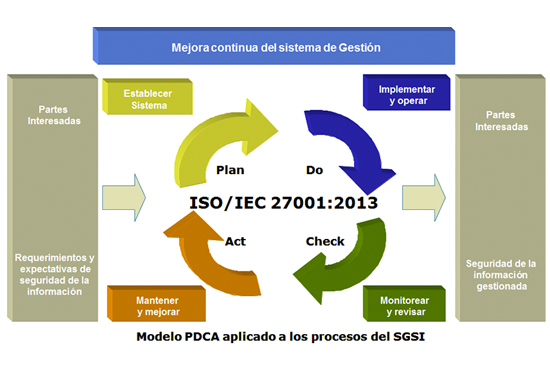 Mejora continua del sistema de Gestión
Partes
Interesadas
Establecer
Sistema
Implementar
y operar
Partes
Interesadas
Plan
Do
ISO/IEC 27001:2013
Act
Check
Requerimientos y
expectativas de
seguridad de la
información
Seguridad de la
información
gestionada
Mantener
y mejorar
Monitorear
y revisar
Modelo PDCA aplicado a los procesos del SGSI